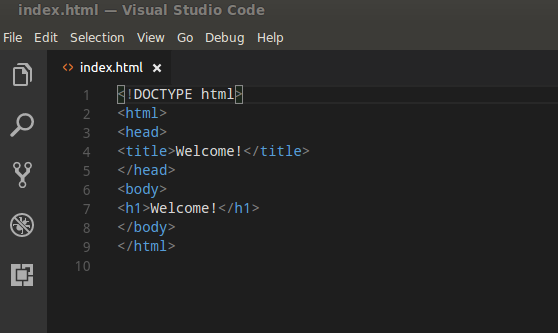 index.html — Visual Studio Code
File Edit Selection View Go Debug Help
<> index.html ×
1 <!DOCTYPE html>
2 <html>
3 <head>
4 <title>Welcome!</title>
5 </head>
6 <body>
7 <h1>Welcome!</h1>
8 </body>
9 </html>
10